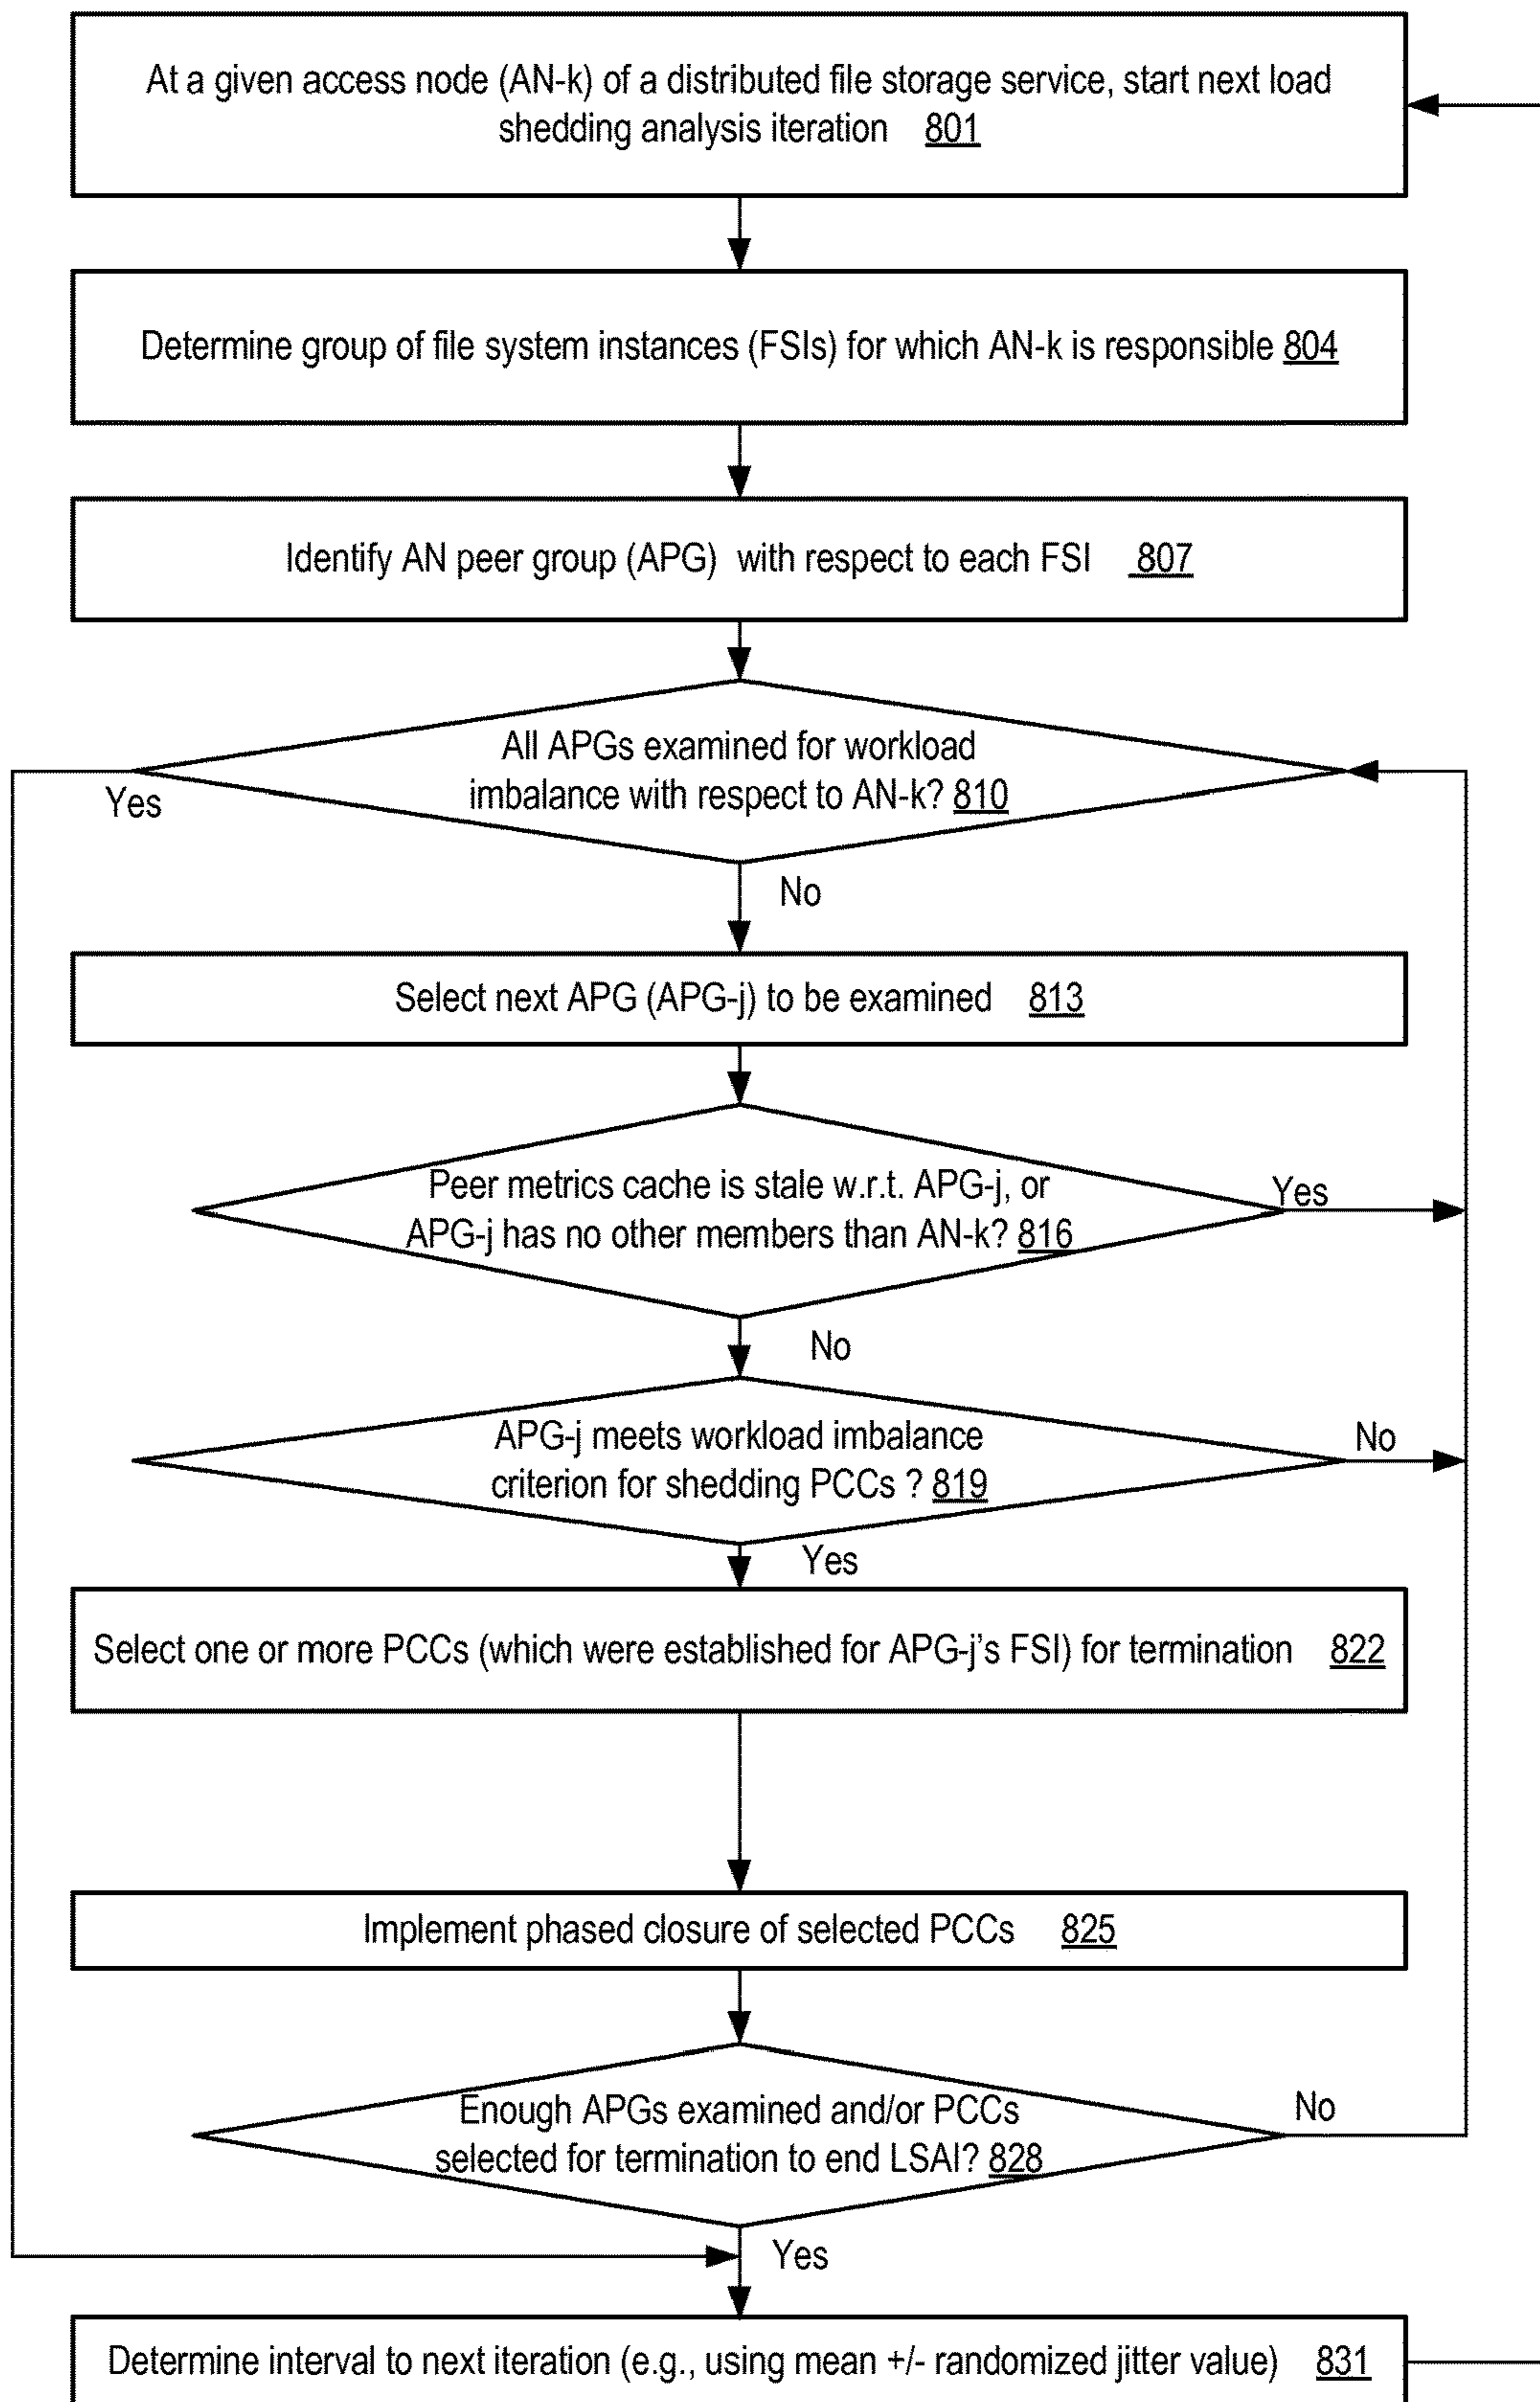 At a given access node (AN-k) of a distributed file storage service, start next load
shedding analysis iteration 801
Determine group of file system instances (FSIs) for which AN-k is responsible 804
Identify AN peer group (APG) with respect to each FSI 807
All APGs examined for workload
imbalance with respect to AN-k? 810
Yes
No
Select next APG (APG-j) to be examined 813
Peer metrics cache is stale w.r.t. APG-j, or
APG-j has no other members than AN-k? 816
Yes
No
APG-j meets workload imbalance
criterion for shedding PCCs ? 819
No
Yes
Select one or more PCCs (which were established for APG-j's FSI) for termination 822
Implement phased closure of selected PCCs 825
Enough APGs examined and/or PCCs
selected for termination to end LSAI? 828
No
Yes
Determine interval to next iteration (e.g., using mean +/- randomized jitter value) 831